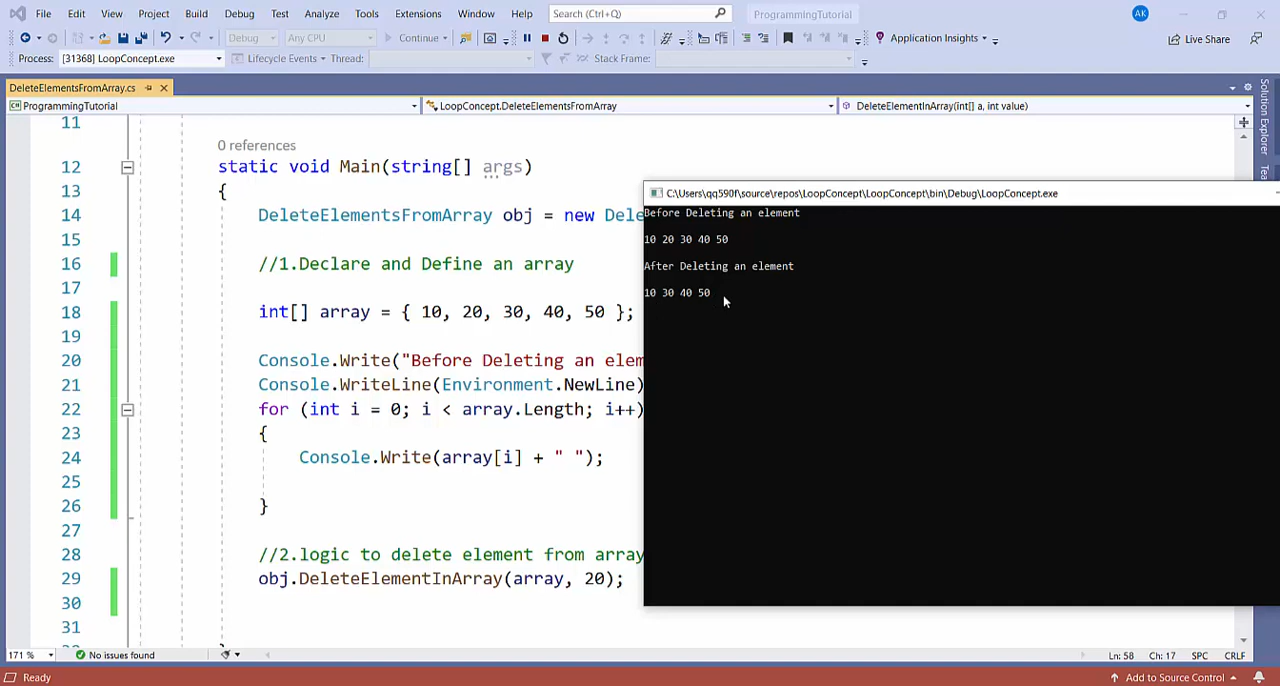 File Edit View Project Build Debug Test Analyze Tools Extensions Window Help Search (Ctrl+Q) ProgrammingTutorial AK
Debug Any CPU Continue Application Insights Live Share
Process: [31368] LoopConcept.exe Lifecycle Events Thread: Stack Frame:
DeleteElementsFromArray.cs
ProgrammingTutorial LoopConcept.DeleteElementsFromArray DeleteElementInArray(int[] a, int value)
Solution Explorer
Tea
11
0 references
12 static void Main(string[] args)
13 {
14 DeleteElementsFromArray obj = new Dele
15
16 //1.Declare and Define an array
17
18 int[] array = { 10, 20, 30, 40, 50 };
19
20 Console.Write("Before Deleting an elem
21 Console.WriteLine(Environment.NewLine)
22 for (int i = 0; i < array.Length; i++)
23 {
24 Console.Write(array[i] + " ");
25
26 }
27
28 //2.logic to delete element from array
29 obj.DeleteElementInArray(array, 20);
30
31
C:\Users\qq590f\source\repos\LoopConcept\LoopConcept\bin\Debug\LoopConcept.exe
Before Deleting an element
10 20 30 40 50
After Deleting an element
10 30 40 50
171 % No issues found Ln: 58 Ch: 17 SPC CRLF
Ready Add to Source Control